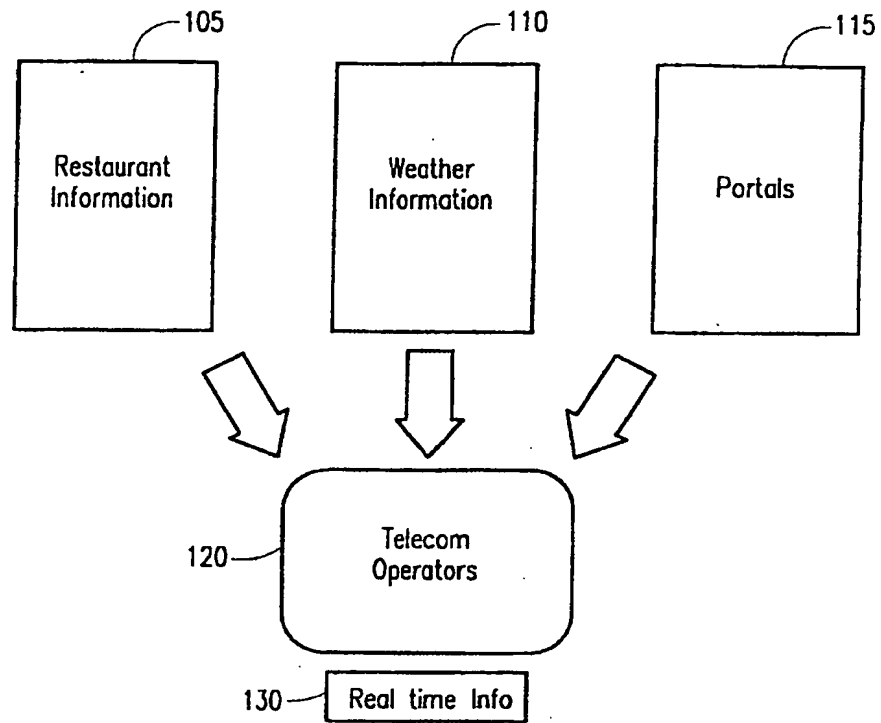 105
110
115
Restaurant
Information
Weather
Information
Portals
120
Telecom
Operators
130
Real time Info